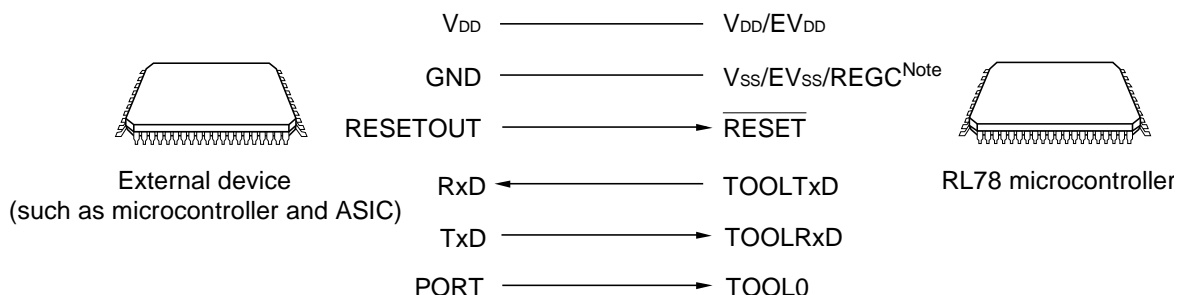 VDD VDD/EVDD
GND VSS/EVSS/REGCNote
RESETOUT RESET
External device
(such as microcontroller and ASIC)
RxD TOOLTxD
RL78 microcontroller
TxD TOOLRxD
PORT TOOL0